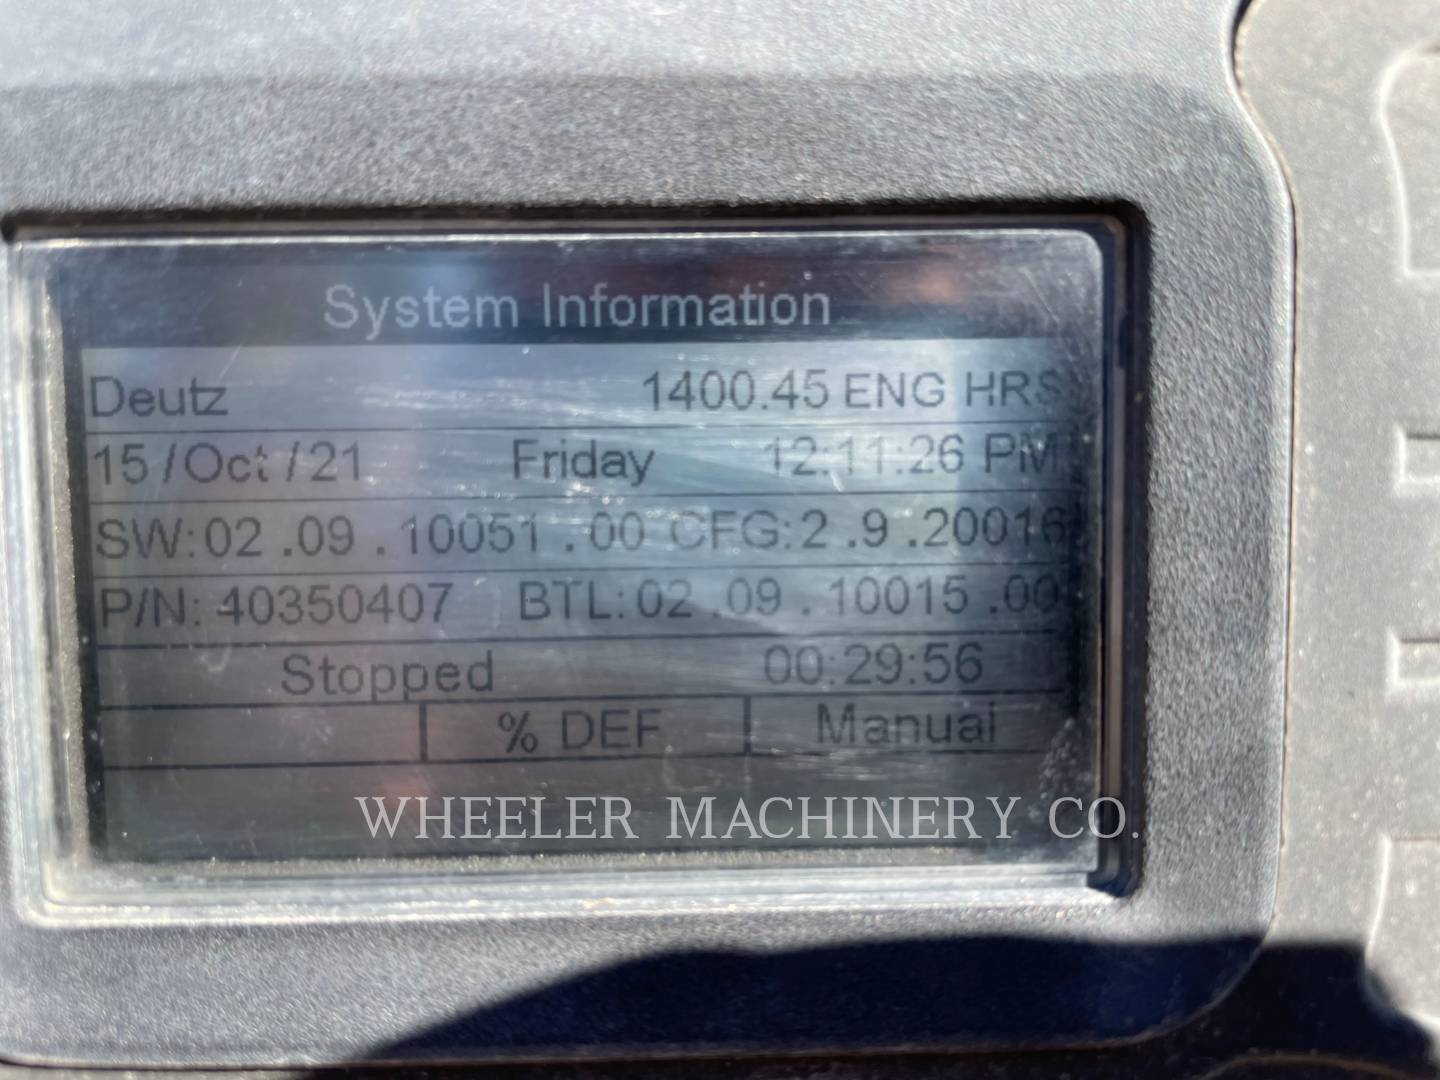 System Information
Deutz 1400.45 ENG HRS
15/Oct/21 Friday 12:11:26 PM
SW:02.09.10051.00 CFG:2.9.20016
P/N: 40350407 BTL:02.09.10015.00
Stopped 00:29:56
% DEF Manual
WHEELER MACHINERY CO.